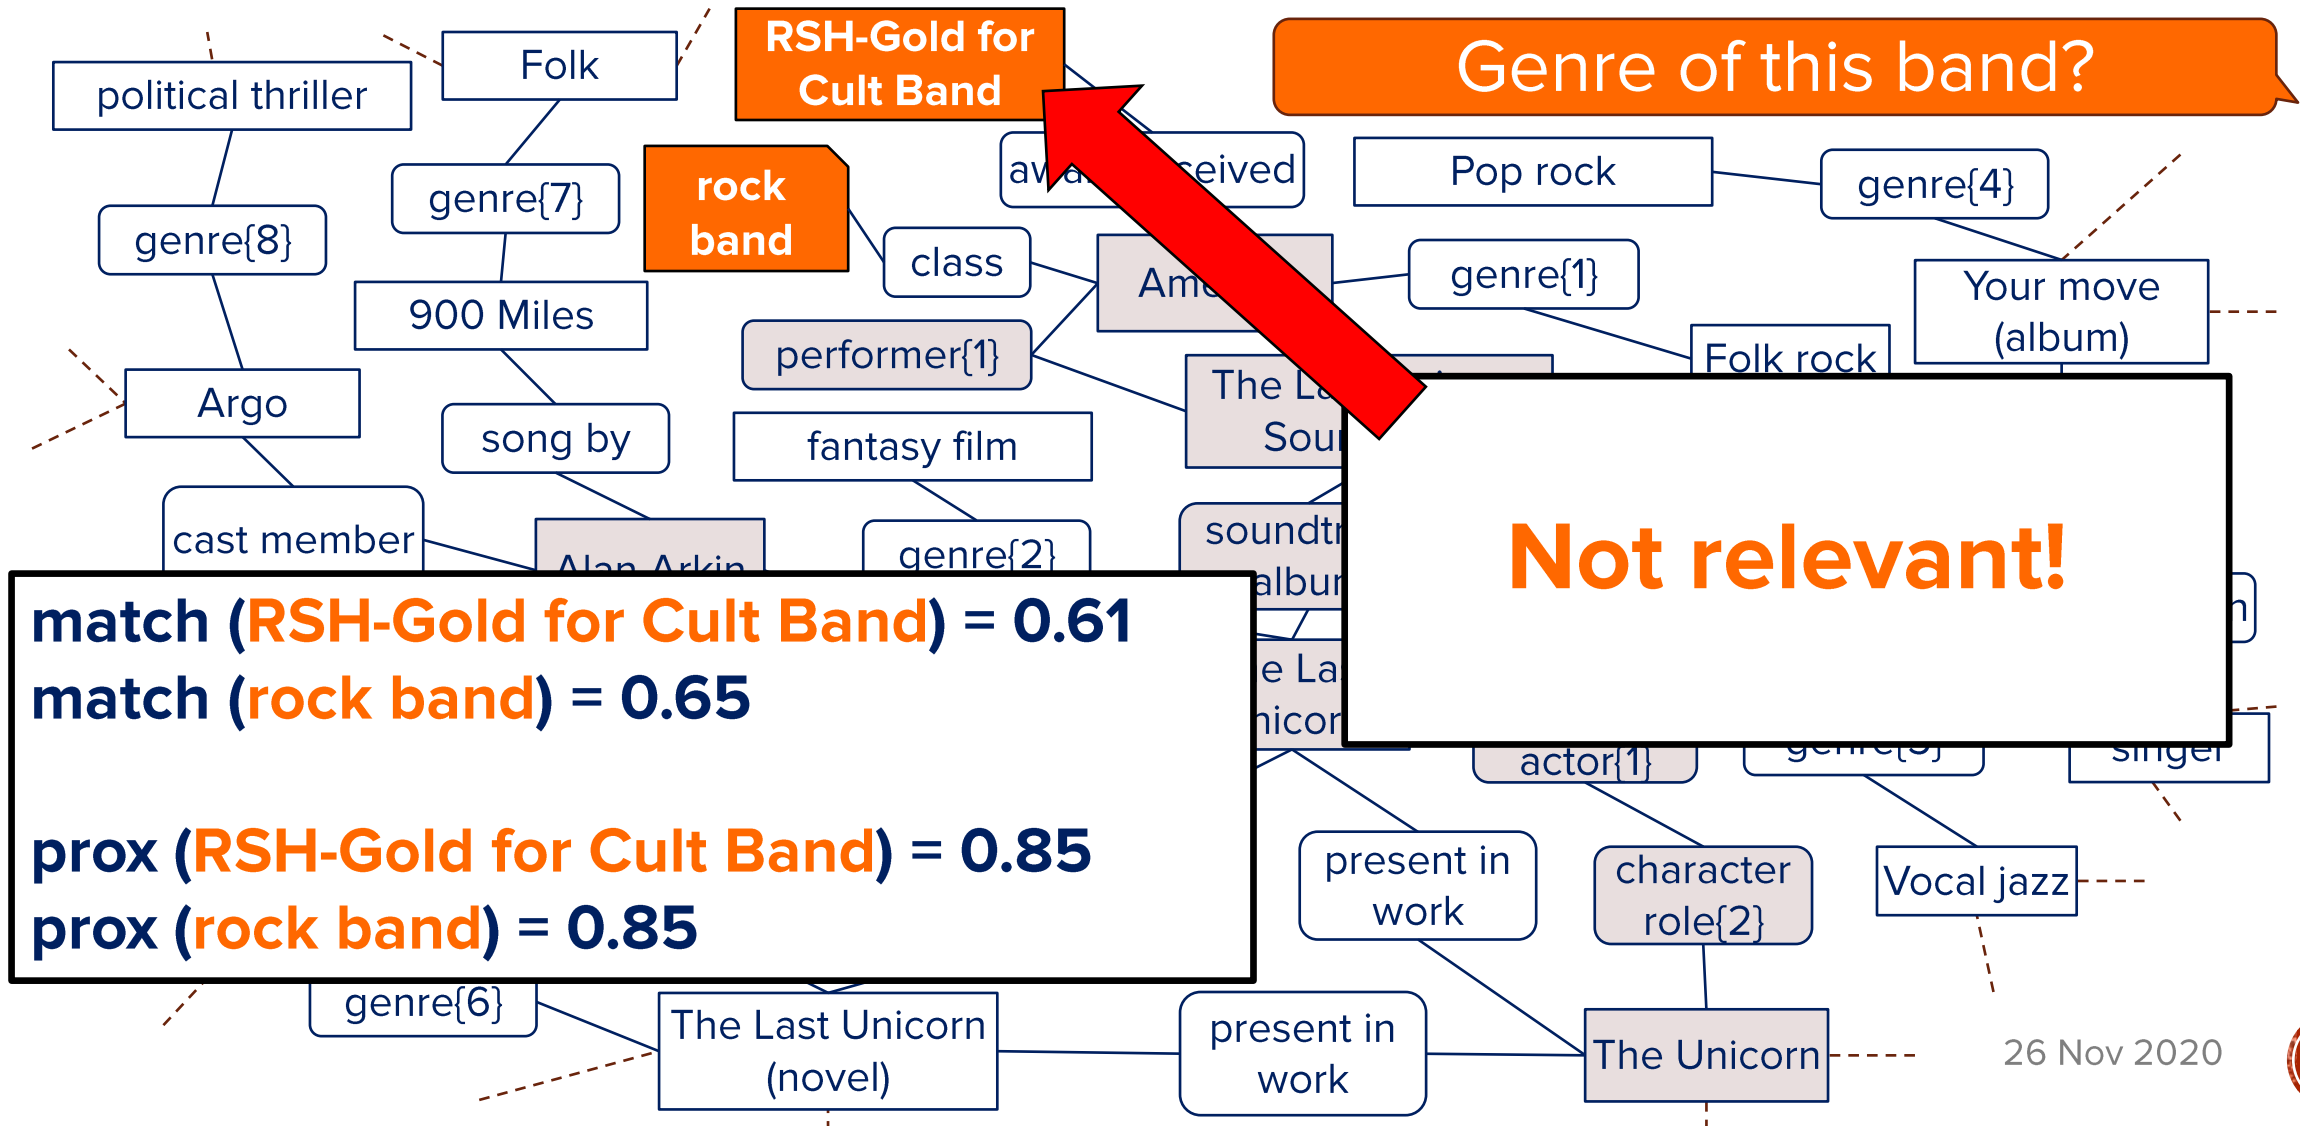 RSH-Gold for
Cult Band
Genre of this band?
political thriller
Folk
rock
band
Pop rock
genre{4}
genre{7}
genre{8}
class
genre{1}
Your move
(album)
900 Miles
performer{1}
Folk rock
Argo
song by
fantasy film
cast member
Alan Arkin
genre{2}
Not relevant!
match (RSH-Gold for Cult Band) = 0.61
match (rock band) = 0.65
prox (RSH-Gold for Cult Band) = 0.85
prox (rock band) = 0.85
actor{1}
singer
present in
work
character
role{2}
Vocal jazz
genre{6}
The Last Unicorn
(novel)
present in
work
The Unicorn
26 Nov 2020